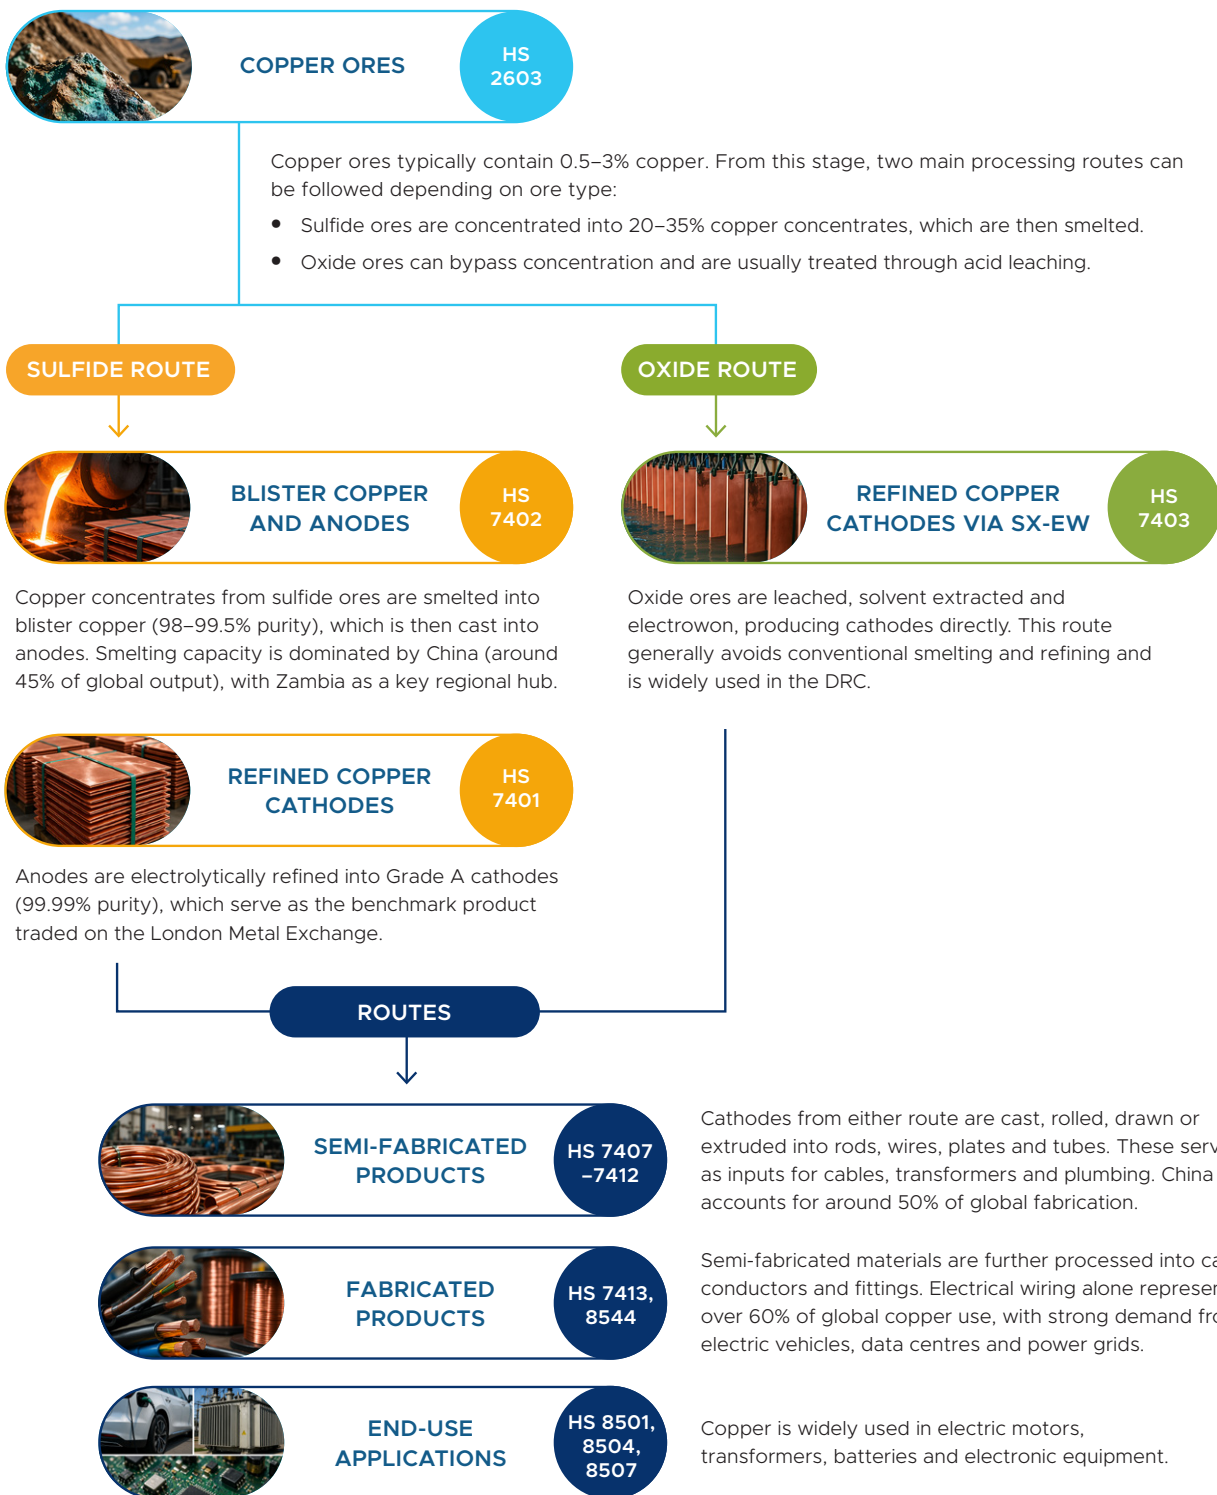 COPPER ORES
HS
2603
Copper ores typically contain 0.5–3% copper. From this stage, two main processing routes can
be followed depending on ore type:
• Sulfide ores are concentrated into 20–35% copper concentrates, which are then smelted.
• Oxide ores can bypass concentration and are usually treated through acid leaching.
SULFIDE ROUTE
OXIDE ROUTE
BLISTER COPPER
AND ANODES
HS
7402
REFINED COPPER
CATHODES VIA SX-EW
HS
7403
Copper concentrates from sulfide ores are smelted into
blister copper (98–99.5% purity), which is then cast into
anodes. Smelting capacity is dominated by China (around
45% of global output), with Zambia as a key regional hub.
Oxide ores are leached, solvent extracted and
electrowon, producing cathodes directly. This route
generally avoids conventional smelting and refining and
is widely used in the DRC.
REFINED COPPER
CATHODES
HS
7401
Anodes are electrolytically refined into Grade A cathodes
(99.99% purity), which serve as the benchmark product
traded on the London Metal Exchange.
ROUTES
SEMI-FABRICATED
PRODUCTS
HS 7407
–7412
Cathodes from either route are cast, rolled, drawn or
extruded into rods, wires, plates and tubes. These serv
as inputs for cables, transformers and plumbing. China
accounts for around 50% of global fabrication.
FABRICATED
PRODUCTS
HS 7413,
8544
Semi-fabricated materials are further processed into ca
conductors and fittings. Electrical wiring alone represen
over 60% of global copper use, with strong demand fro
electric vehicles, data centres and power grids.
END-USE
APPLICATIONS
HS 8501,
8504,
8507
Copper is widely used in electric motors,
transformers, batteries and electronic equipment.